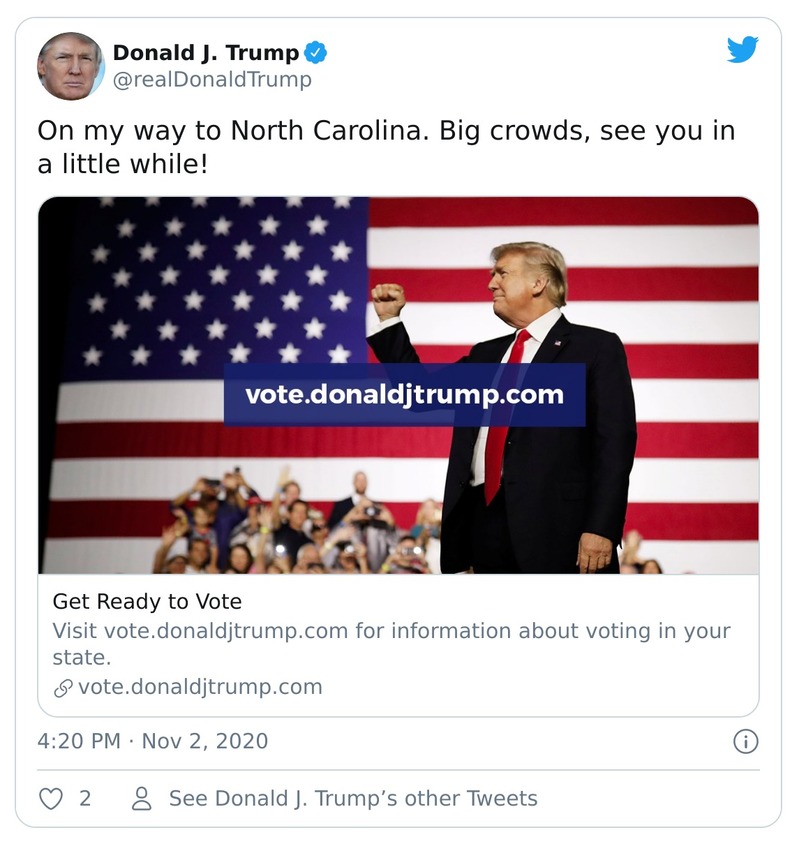 Donald J. Trump
@realDonaldTrump
On my way to North Carolina. Big crowds, see you in
a little while!
vote.donaldjtrump.com
Get Ready to Vote
Visit vote.donaldjtrump.com for information about voting in your
state.
vote.donaldjtrump.com
4:20 PM · Nov 2, 2020
2 See Donald J. Trump’s other Tweets